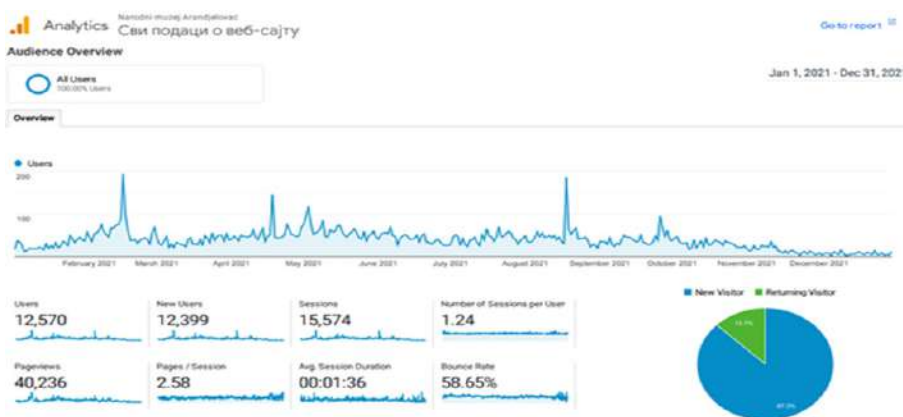 Analytics
Narodni muzej Arandjelovac
Сви подаци о веб-сајту
Go to report
Audience Overview
All Users
100.00% Users
Jan 1, 2021 - Dec 31, 202
Overview
Users
200
100
February 2021 March 2021 April 2021 May 2021 June 2021 July 2021 August 2021 September 2021 October 2021 November 2021 December 2021
New Visitor Returning Visitor
Users New Users Sessions Number of Sessions per User
12,570 12,399 15,574 1.24
Pageviews Pages / Session Avg. Session Duration Bounce Rate
40,236 2.58 00:01:36 58.65%